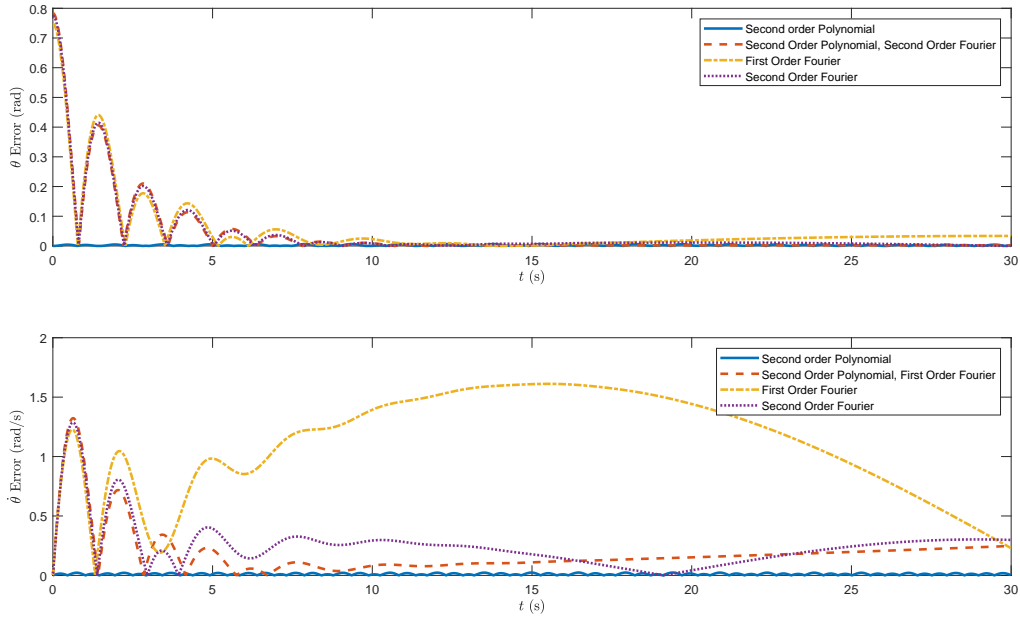 0.8
0.7
0.6
0.5
0.4
0.3
0.2
0.1
0
θ Error (rad)
Second order Polynomial
Second Order Polynomial, Second Order Fourier
First Order Fourier
Second Order Fourier
0 5 10 15 20 25 30
t (s)
2
1.5
1
0.5
0
θ̇ Error (rad/s)
Second order Polynomial
Second Order Polynomial, First Order Fourier
First Order Fourier
Second Order Fourier
0 5 10 15 20 25 30
t (s)